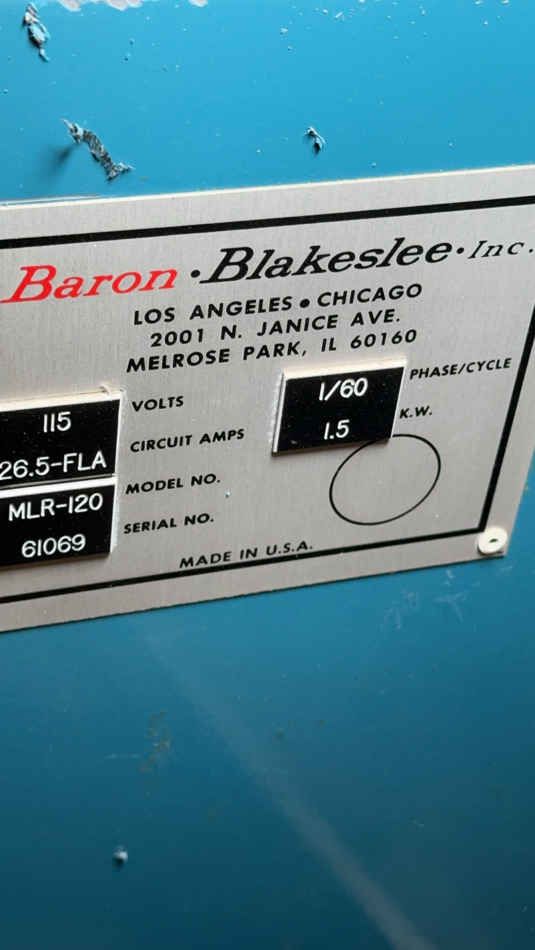 Baron · Blakeslee · Inc.
LOS ANGELES ● CHICAGO
2001 N. JANICE AVE.
MELROSE PARK, IL 60160
115 VOLTS 1/60 PHASE/CYCLE
26.5-FLA CIRCUIT AMPS 1.5 K.W.
MLR-120 MODEL NO.
61069 SERIAL NO.
MADE IN U.S.A.